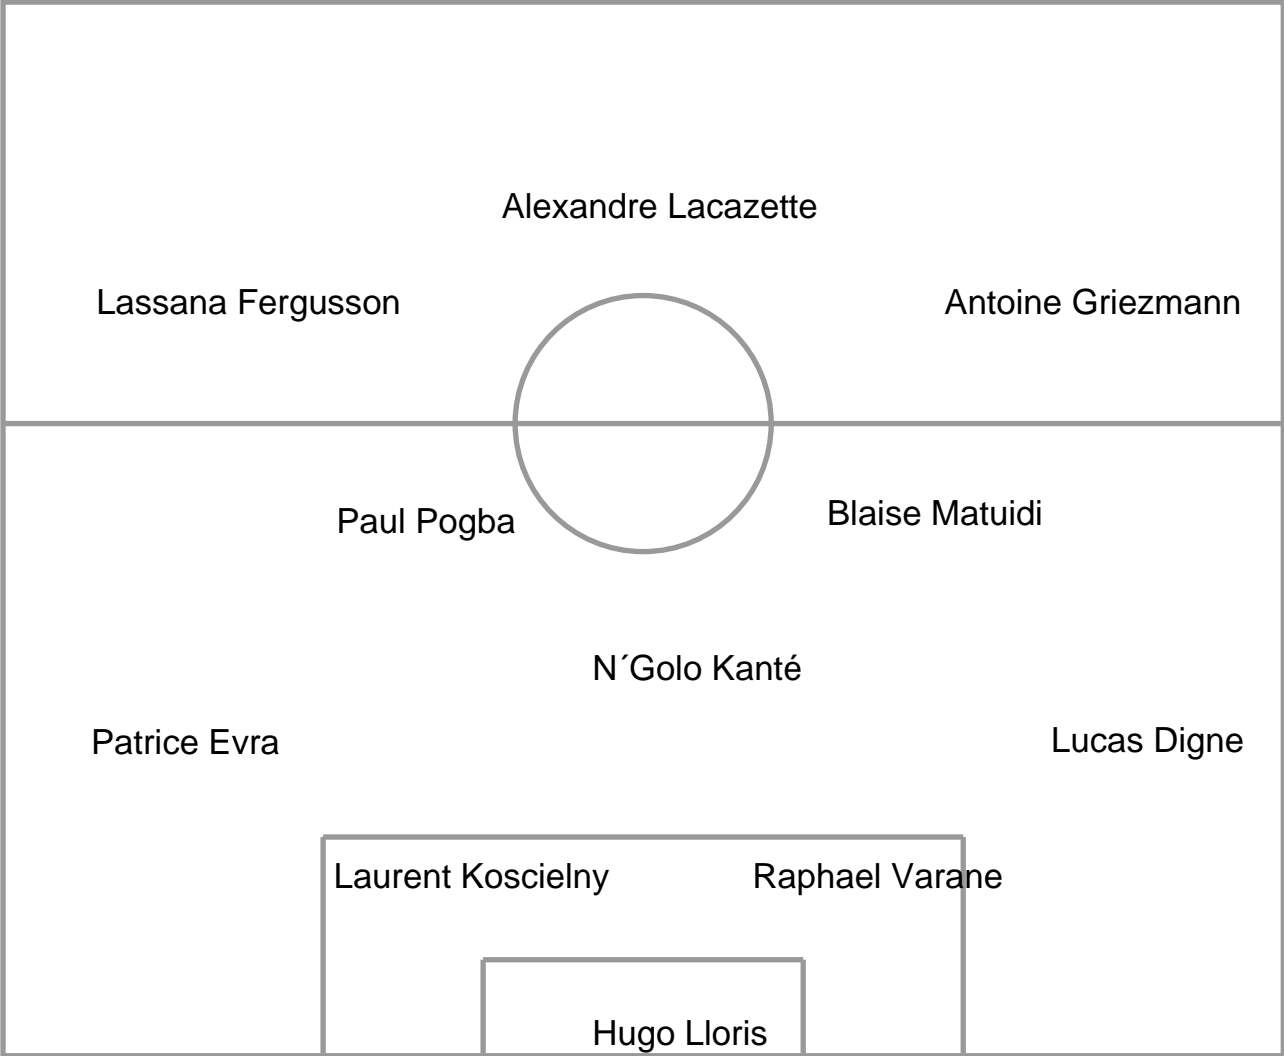 Alexandre Lacazette
Lassana Fergusson
Antoine Griezmann
Paul Pogba
Blaise Matuidi
N´Golo Kanté
Patrice Evra
Lucas Digne
Laurent Koscielny
Raphael Varane
Hugo Lloris